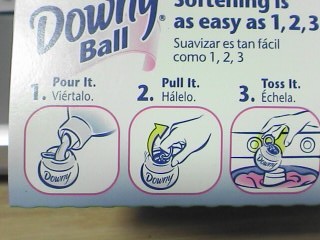 Downy®
Ball
Softening is
as easy as 1, 2, 3
Suavizar es tan fácil
como 1, 2, 3
1. Pour It.
Viértalo.
2. Pull It.
Hálelo.
3. Toss It.
Échela.
Downy
Downy
Downy